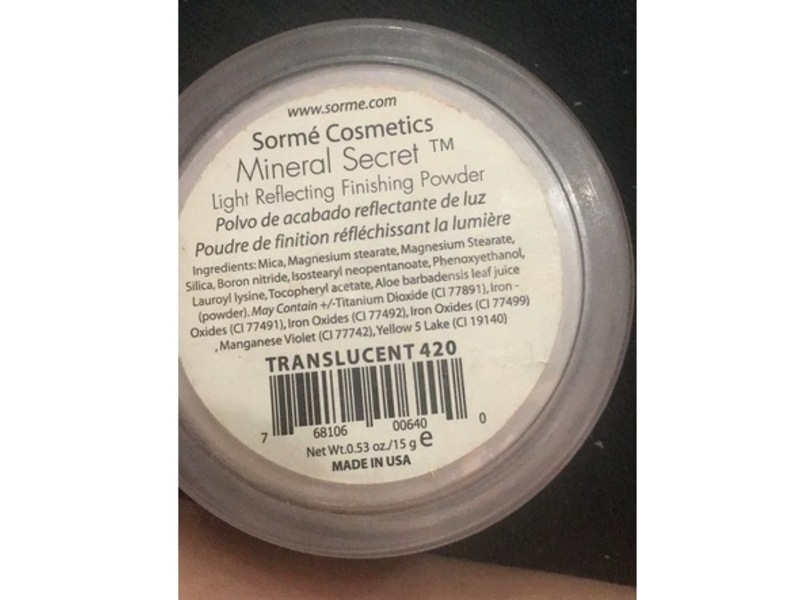 www.sorme.com
Sormé Cosmetics
Mineral Secret ™
Light Reflecting Finishing Powder
Polvo de acabado reflectante de luz
Poudre de finition réfléchissant la lumière
Ingredients: Mica, Magnesium stearate, Magnesium Stearate,
Silica, Boron nitride, Isostearyl neopentanoate, Phenoxyethanol,
Lauroyl lysine, Tocopheryl acetate, Aloe barbadensis leaf juice
(powder). May Contain +/-Titanium Dioxide (CI 77891), Iron -
Oxides (CI 77491), Iron Oxides (CI 77492), Iron Oxides (CI 77499)
, Manganese Violet (CI 77742), Yellow 5 Lake (CI 19140)
TRANSLUCENT 420
7 68106 00640 0
Net Wt.0.53 oz./15 g e
MADE IN USA